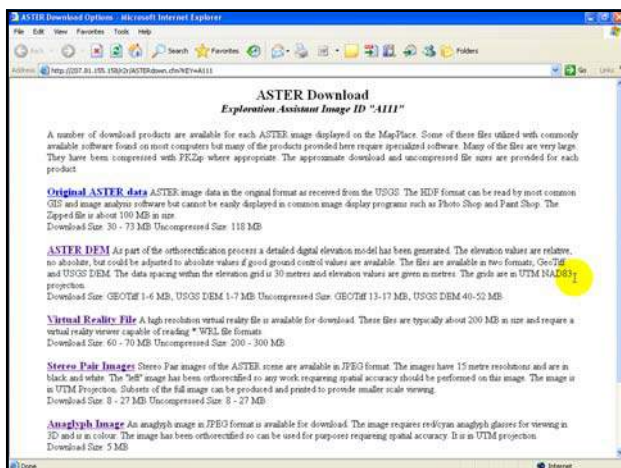 ASTER Download Options - Microsoft Internet Explorer
File Edit View Favorites Tools Help
Search Favorites Folders
Address http://207.81.155.158/
Go Links
ASTER Download
Exploration Assistant Image ID "A111"
A number of download products are available for each ASTER image displayed on the MapPlace. Some of these files utilized with commonly
available software found on most computers but many of the products provided here require specialized software. Many of the files are very large.
They have been compressed with PKZip where appropriate. The approximate download and uncompressed file sizes are provided for each
product.
Original ASTER data ASTER image data in the original format as received from the USGS. The HDF format can be read by most common
GIS and image analysis software but cannot be easily displayed in common image display programs such as Photo Shop and Paint Shop. The
Zipped file is about 100 MB in size.
Download Size: 30 - 73 MB Uncompressed Size: 118 MB
ASTER DEM As part of the orthorectification process a detailed digital elevation model has been generated. The elevation values are relative,
no absolute, but could be adjusted to absolute values if good ground control values are available. The files are available in two formats, GeoTiff
and USGS DEM. The data spacing within the elevation grid is 30 metres and elevation values are given in metres. The grids are in UTM NAD83
projection.
Download Size: GEOTiff 1-6 MB, USGS DEM 1-7 MB Uncompressed Size: GEOTiff 13-17 MB, USGS DEM 40-52 MB
Virtual Reality File A high resolution virtual reality file is available for download. These files are typically about 200 MB in size and require a
virtual reality viewer capable of reading *.WRL file formats.
Download Size: 60 - 70 MB Uncompressed Size: 200 - 300 MB
Stereo Pair Images Stereo Pair images of the ASTER scene are available in JPEG format. The images have 15 metre resolutions and are in
black and white. The "left" image has been orthorectified so any work requireing spatial accuracy should be performed on this image. The image is
in UTM Projection. Subsets of the full image can be produced and printed to provide smaller scale viewing.
Download Size: 8 - 27 MB Uncompressed Size: 8 - 27 MB
Anaglyph Image An anaglyph image in JPEG format is available for download. The image requires red/cyan anaglyph glasses for viewing in
3D and is in colour. The image has been orthorectified so can be used for purposes requireing spatial accuracy. It is in UTM projection.
Download Size: 5 MB
Done Internet